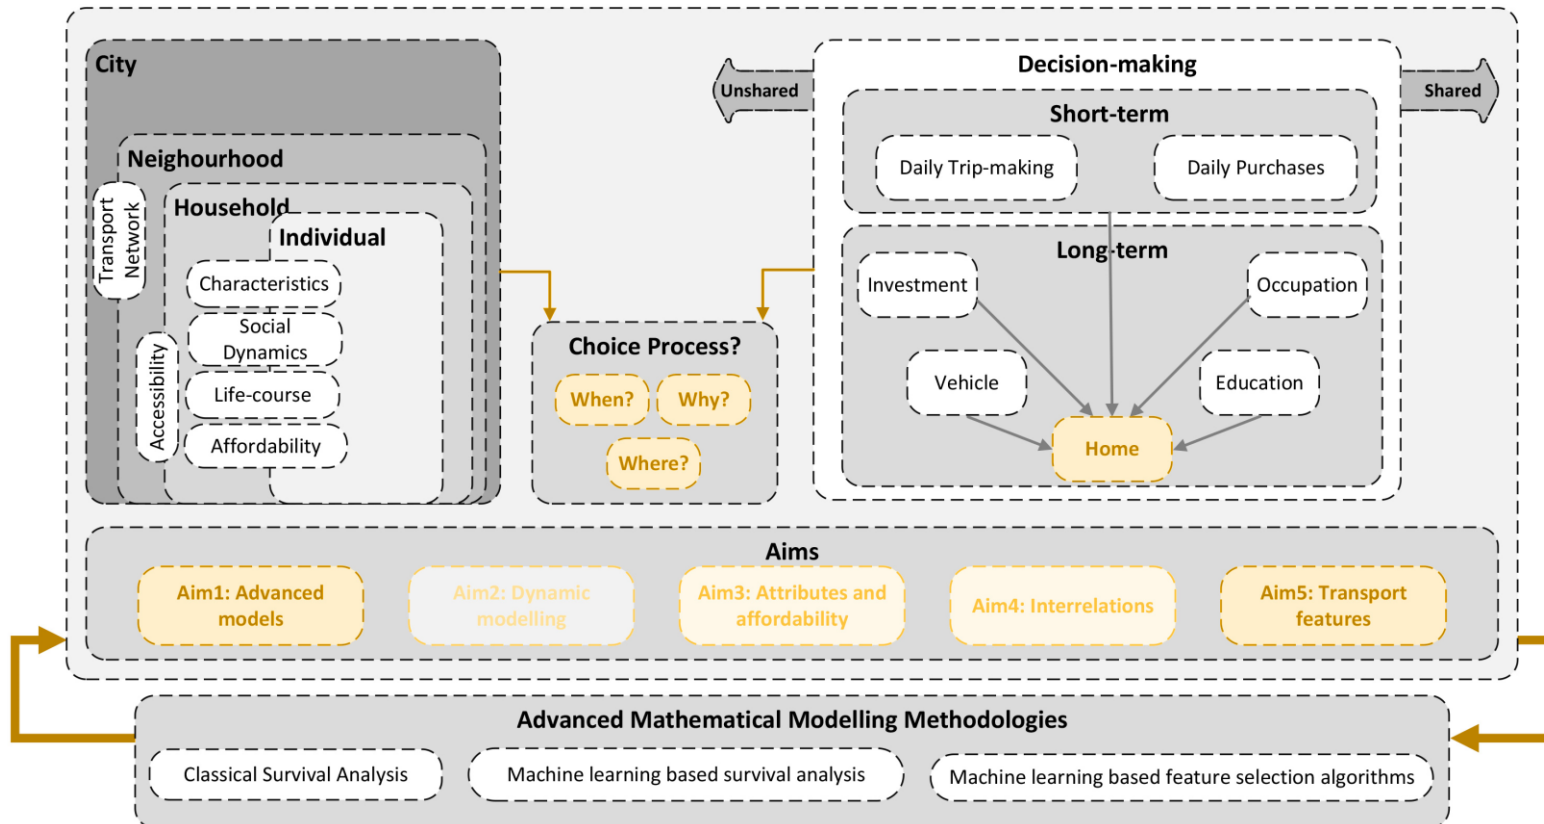 City
Neighourhood
Household
Individual
Transport
Network
Accessibility
Characteristics
Social
Dynamics
Life-course
Affordability
Choice Process?
When?
Why?
Where?
Unshared
Decision-making
Shared
Short-term
Daily Trip-making
Daily Purchases
Long-term
Investment
Occupation
Vehicle
Education
Home
Aims
Aim1: Advanced
models
Aim2: Dynamic
modelling
Aim3: Attributes and
affordability
Aim4: Interrelations
Aim5: Transport
features
Advanced Mathematical Modelling Methodologies
Classical Survival Analysis
Machine learning based survival analysis
Machine learning based feature selection algorithms